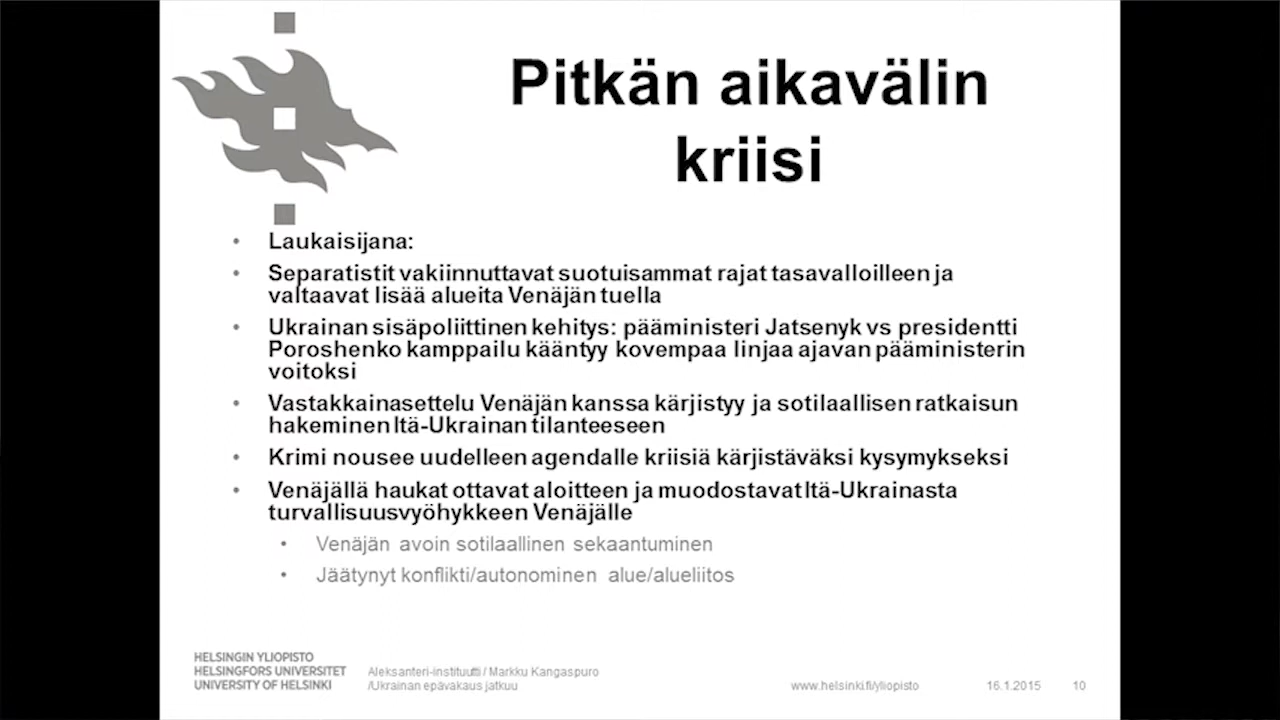 Pitkän aikavälin
kriisi
• Laukaisijana:
• Separatistit vakiinnuttavat suotuisammat rajat tasavalloilleen ja
valtaavat lisää alueita Venäjän tuella
• Ukrainan sisäpoliittinen kehitys: pääministeri Jatsenyk vs presidentti
Poroshenko kamppailu kääntyy kovempaa linjaa ajavan pääministerin
voitoksi
• Vastakkainasettelu Venäjän kanssa kärjistyy ja sotilaallisen ratkaisun
hakeminen Itä-Ukrainan tilanteeseen
• Krimi nousee uudelleen agendalle kriisiä kärjistäväksi kysymykseksi
• Venäjällä haukat ottavat aloitteen ja muodostavat Itä-Ukrainasta
turvallisuusvyöhykkeen Venäjälle
• Venäjän avoin sotilaallinen sekaantuminen
• Jäätynyt konflikti/autonominen alue/alueliitos
HELSINGIN YLIOPISTO
HELSINGFORS UNIVERSITET
UNIVERSITY OF HELSINKI
Aleksanteri-instituutti / Markku Kangaspuro
/Ukrainan epävakaus jatkuu
www.helsinki.fi/yliopisto
16.1.2015
10